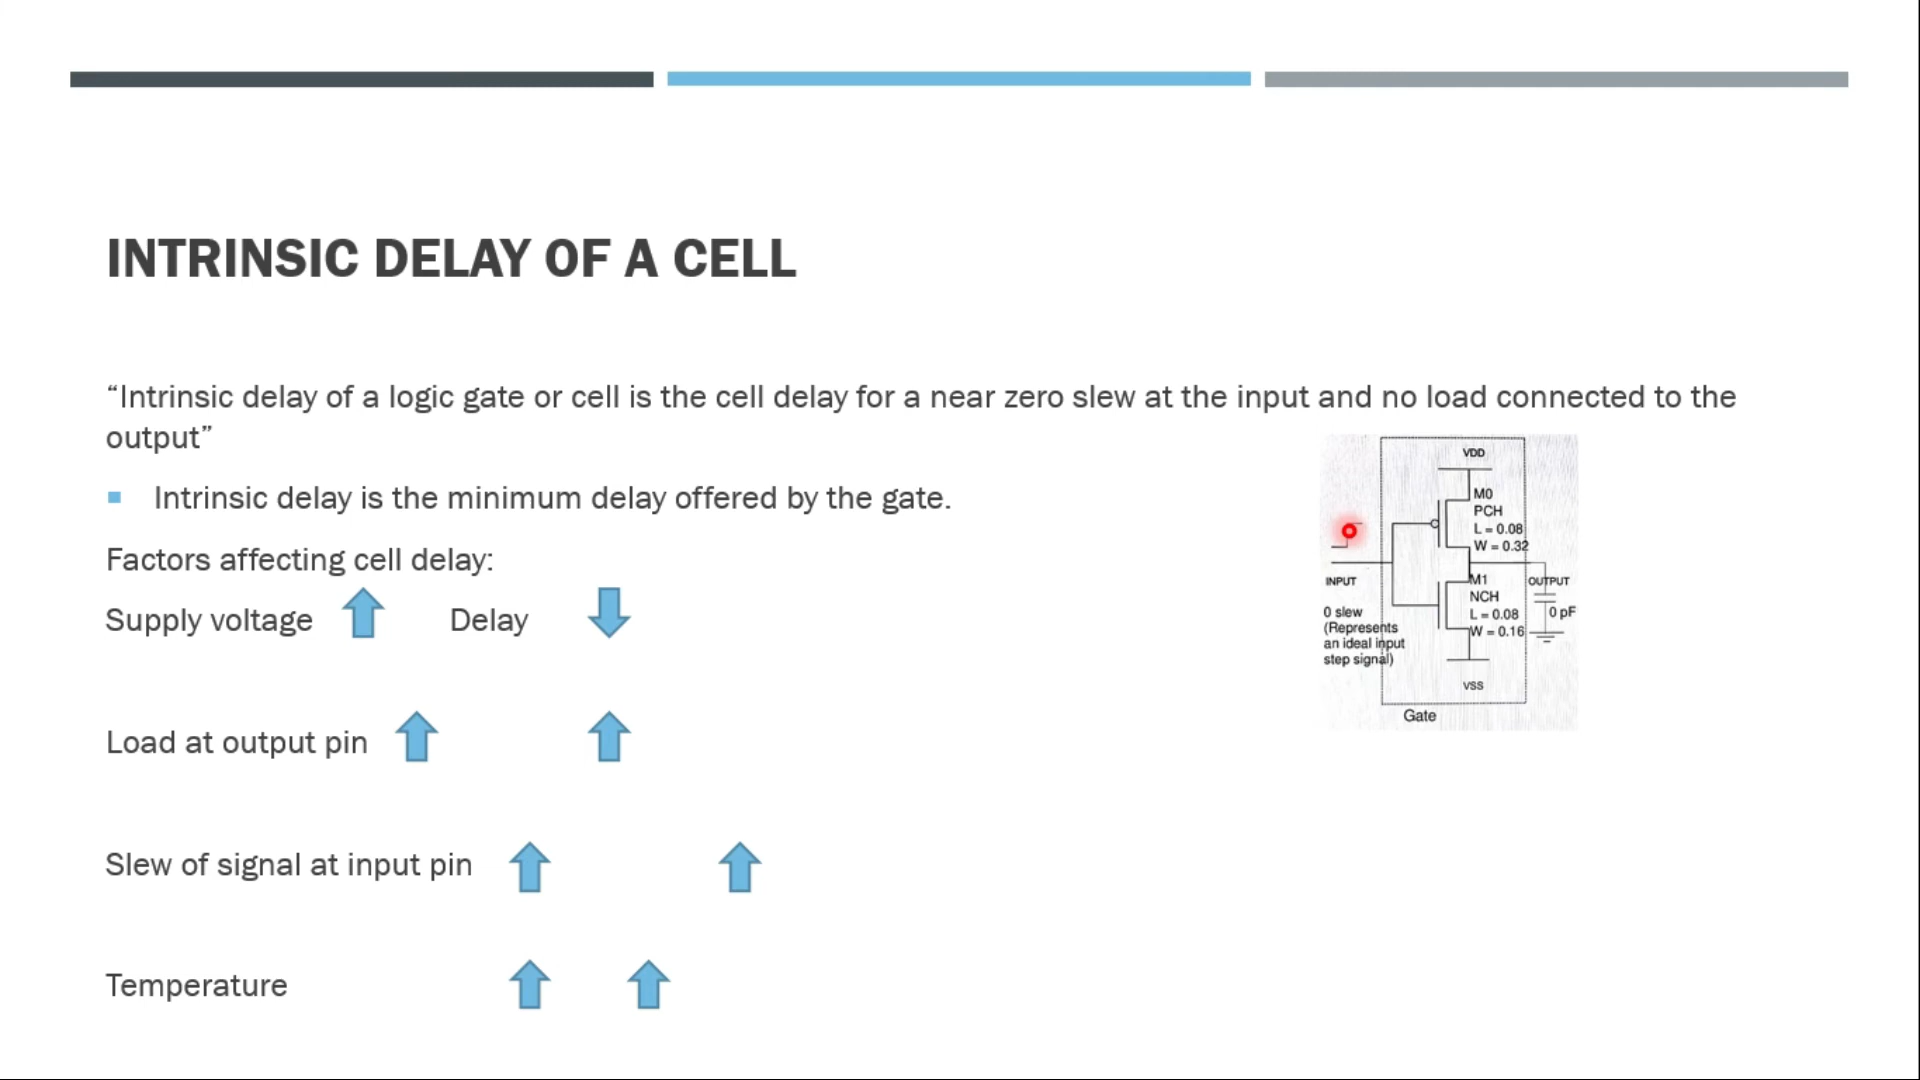 INTRINSIC DELAY OF A CELL
“Intrinsic delay of a logic gate or cell is the cell delay for a near zero slew at the input and no load connected to the
output”
Intrinsic delay is the minimum delay offered by the gate.
Factors affecting cell delay:
Supply voltage Delay
Load at output pin
Slew of signal at input pin
Temperature
VDD
M0
PCH
L = 0.08
W = 0.32
INPUT
0 slew
(Represents
an ideal input
step signal)
M1
NCH
L = 0.08
W = 0.16
OUTPUT
0 pF
VSS
Gate